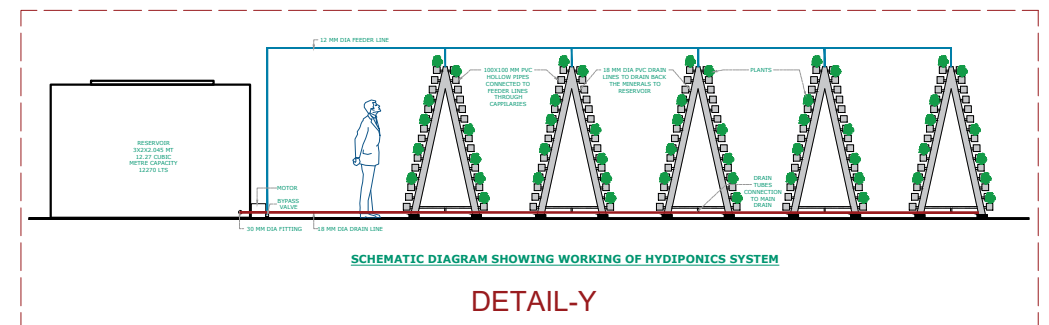 12 MM DIA FEEDER LINE
100X100 MM PVC
HOLLOW PIPES
CONNECTED TO
FEEDER LINES
THROUGH
CAPPILARIES
18 MM DIA PVC DRAIN
LINES TO DRAIN BACK
THE MINERALS TO
RESERVOIR
PLANTS
RESERVOIR
3X2X2.045 MT
12.27 CUBIC
METRE CAPACITY
12270 LTS
MOTOR
BYPASS
VALVE
DRAIN
TUBES
CONNECTION
TO MAIN
DRAIN
30 MM DIA FITTING
18 MM DIA DRAIN LINE
SCHEMATIC DIAGRAM SHOWING WORKING OF HYDIPONICS SYSTEM
DETAIL-Y